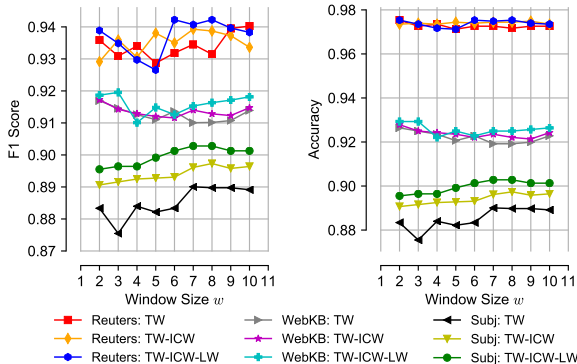 0.94
0.93
0.92
0.91
0.90
0.89
0.88
0.87
F1 Score
1 2 3 4 5 6 7 8 9 10 11
Window Size w
0.98
0.96
0.94
0.92
0.90
0.88
Accuracy
1 2 3 4 5 6 7 8 9 10 11
Window Size w
Reuters: TW
Reuters: TW-ICW
Reuters: TW-ICW-LW
WebKB: TW
WebKB: TW-ICW
WebKB: TW-ICW-LW
Subj: TW
Subj: TW-ICW
Subj: TW-ICW-LW